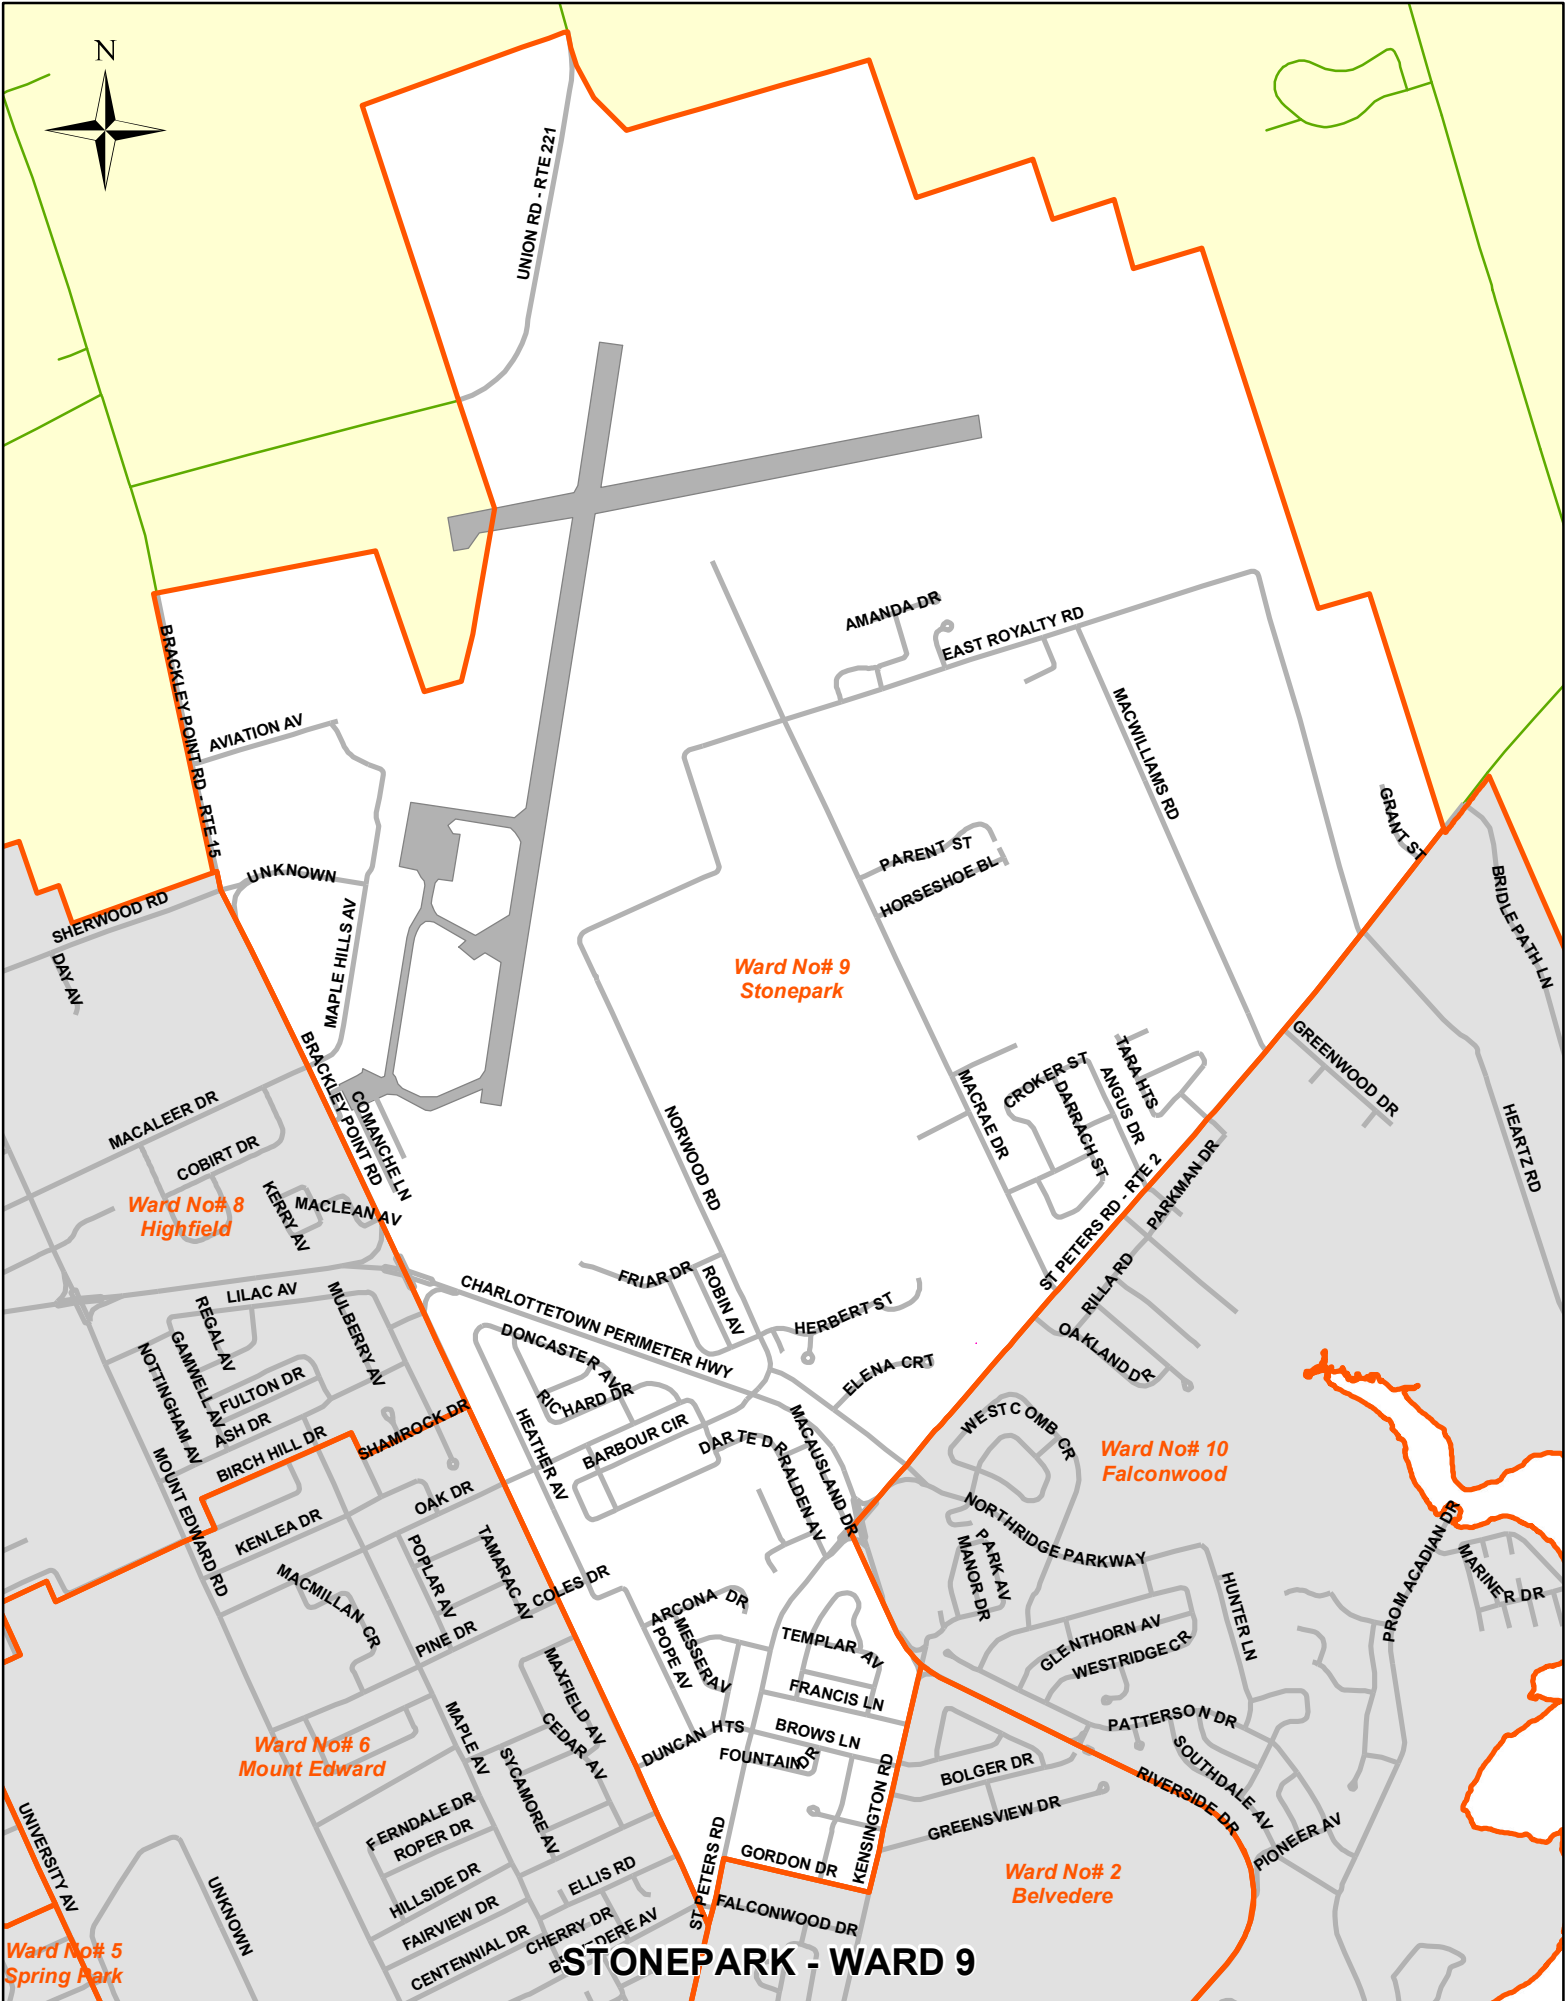 N
UNION RD - RTE 221
AMANDA DR
EAST ROYALTY RD
BRACKLEY POINT RD - RTE 15
AVIATION AV
MACWILLIAMS RD
GRANT ST
PARENT ST
HORSESHOE BL
UNKNOWN
SHERWOOD RD
DAY AV
MAPLE HILLS AV
BRIDLE PATH LN
Ward No# 9
Stonepark
GREENWOOD DR
HEARTZ RD
MACALEER DR
COBIRT DR
BRACKLEY POINT RD
COMANCHE LN
NORWOOD RD
MACRAE DR
CROKER ST
DARRACH ST
ANGUS DR
TARA HTS
ST PETERS RD - RTE 2
PARKMAN DR
Ward No# 8
Highfield
KERRY AV
MACLEAN AV
RILLA RD
OAKLAND DR
LILAC AV
FRIAR DR
ROBIN AV
CHARLOTTETOWN PERIMETER HWY
HERBERT ST
ELENA CRT
REGAL AV
GAMWELL AV
NOTTINGHAM AV
MULBERRY AV
FULTON DR
ASH DR
BIRCH HILL DR
SHAMROCK DR
DONCASTER AV
RICHARD DR
HEATHER AV
BARBOUR CIR
DARTE DR
RALDEN AV
MACAUSLAND DR
WESTCOMB CR
Ward No# 10
Falconwood
MOUNT EDWARD RD
OAK DR
KENLEA DR
NORTHRIDGE PARKWAY
PARK AV
MANOR DR
PROM ACADIAN DR
MARINER DR
POPLAR AV
TAMARAC AV
COLES DR
MACMILLAN CR
PINE DR
ARCONA DR
MESSER AV
POPE AV
TEMPLAR AV
FRANCIS LN
HUNTER LN
GLENTHORN AV
WESTRIDGE CR
MAXFIELD AV
CEDAR AV
MAPLE AV
SYCAMORE AV
Ward No# 6
Mount Edward
DUNCAN HTS
BROWS LN
FOUNTAIN DR
PATTERSON DR
SOUTHDALE AV
BOLGER DR
RIVERSIDE DR
GREENSVIEW DR
PIONEER AV
KENSINGTON RD
UNIVERSITY AV
FERNDALE DR
ROPER DR
HILLSIDE DR
FAIRVIEW DR
CENTENNIAL DR
ELLIS RD
CHERRY DR
BELVEDERE AV
ST PETERS RD
GORDON DR
FALCONWOOD DR
Ward No# 2
Belvedere
UNKNOWN
Ward No# 5
Spring Park
STONEPARK - WARD 9